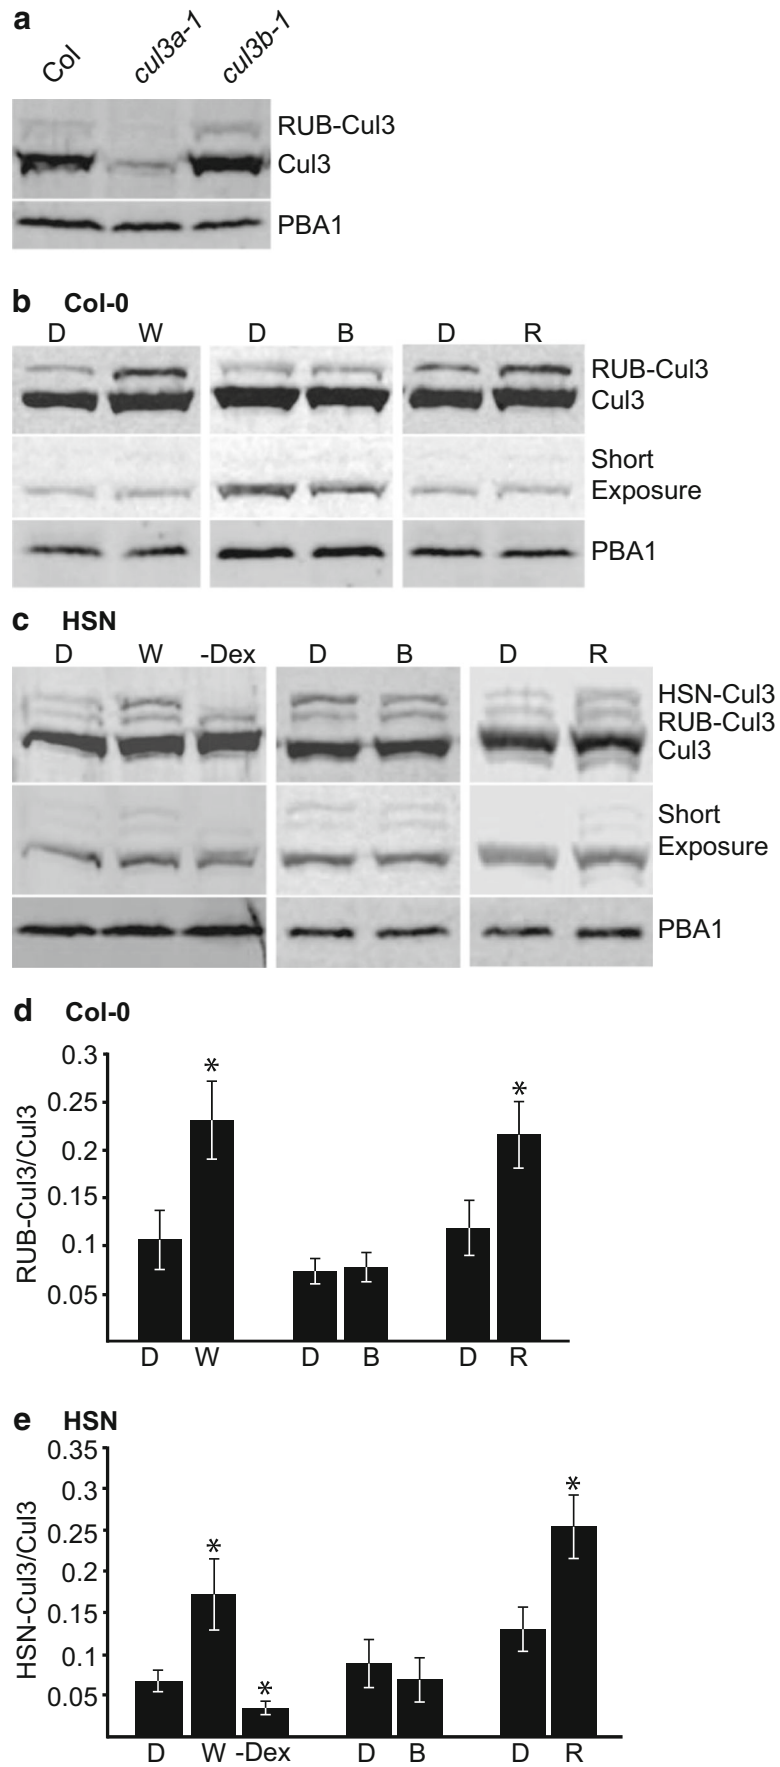 a
Col cul3a-1 cul3b-1
RUB-Cul3
Cul3
PBA1
b Col-0
D W D B D R
RUB-Cul3
Cul3
Short
Exposure
PBA1
c HSN
D W -Dex D B D R
HSN-Cul3
RUB-Cul3
Cul3
Short
Exposure
PBA1
d Col-0
RUB-Cul3/Cul3
0.3
0.25
0.2
0.15
0.1
0.05
* *
D W D B D R
e HSN
HSN-Cul3/Cul3
0.35
0.3
0.25
0.2
0.15
0.1
0.05
* * *
D W -Dex D B D R